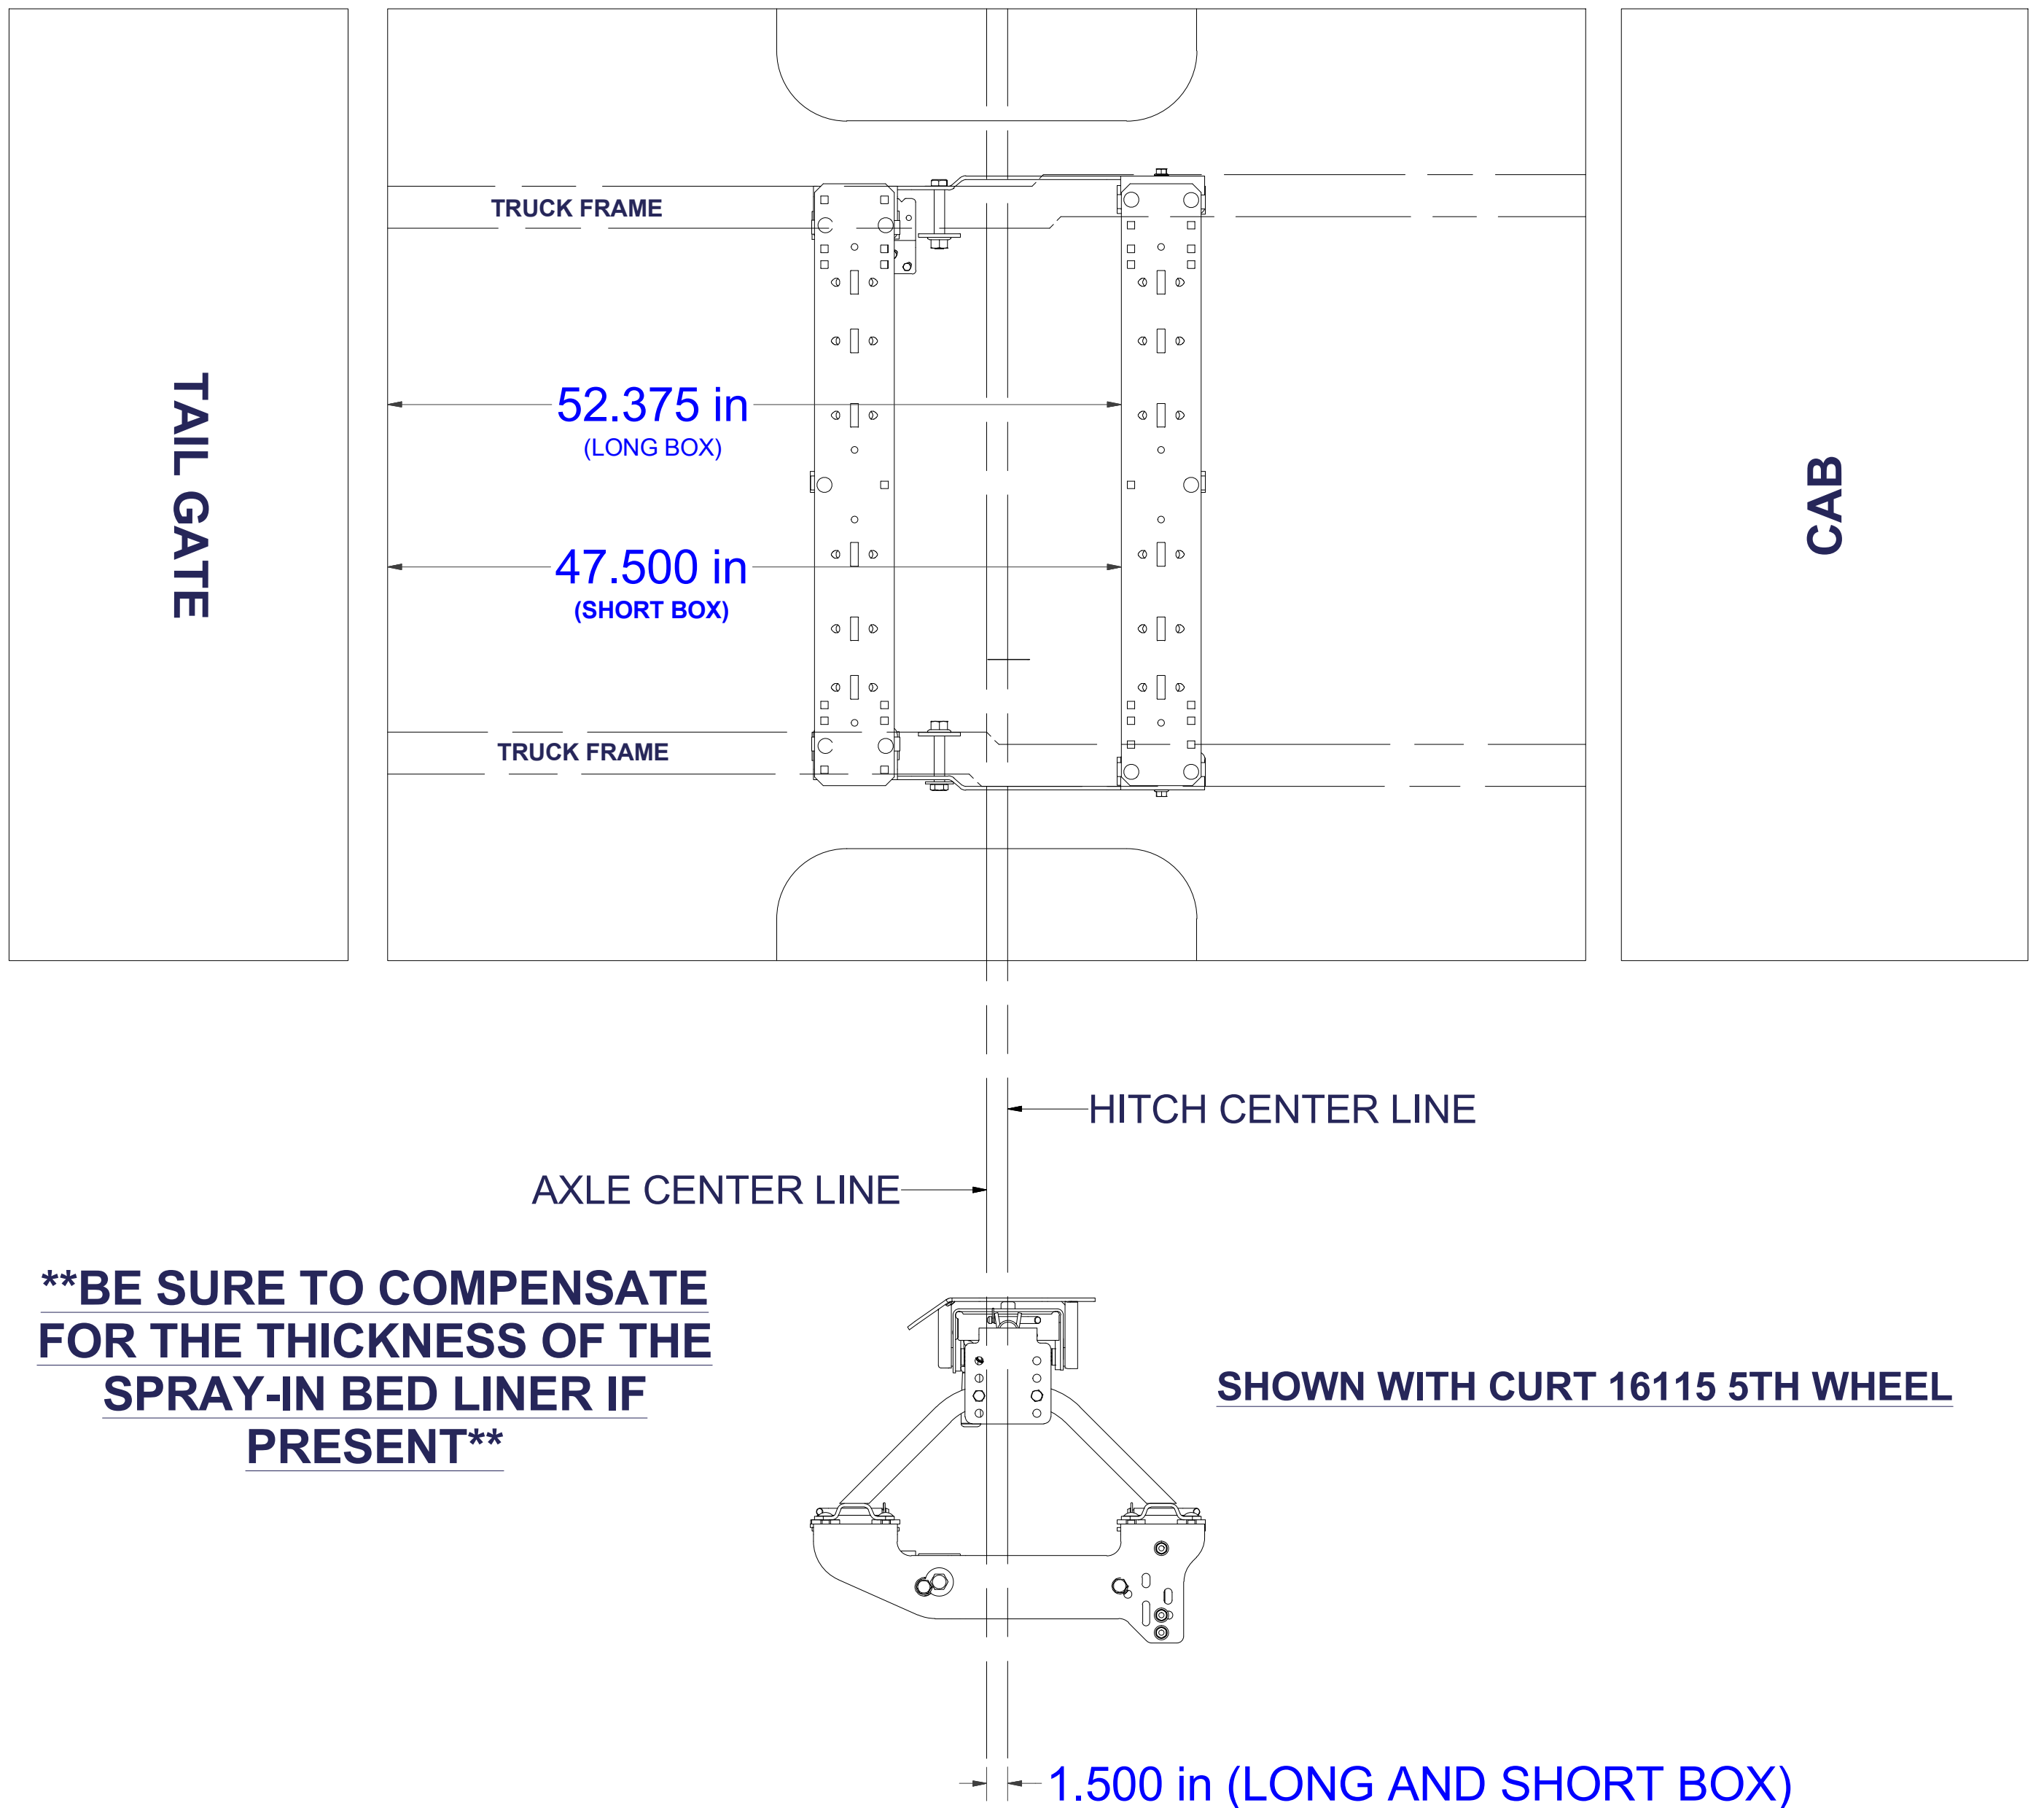 TRUCK FRAME
TAIL GATE
52.375 in
(LONG BOX)
CAB
47.500 in
(SHORT BOX)
TRUCK FRAME
HITCH CENTER LINE
AXLE CENTER LINE
**BE SURE TO COMPENSATE
FOR THE THICKNESS OF THE
SPRAY-IN BED LINER IF
PRESENT**
SHOWN WITH CURT 16115 5TH WHEEL
1.500 in (LONG AND SHORT BOX)